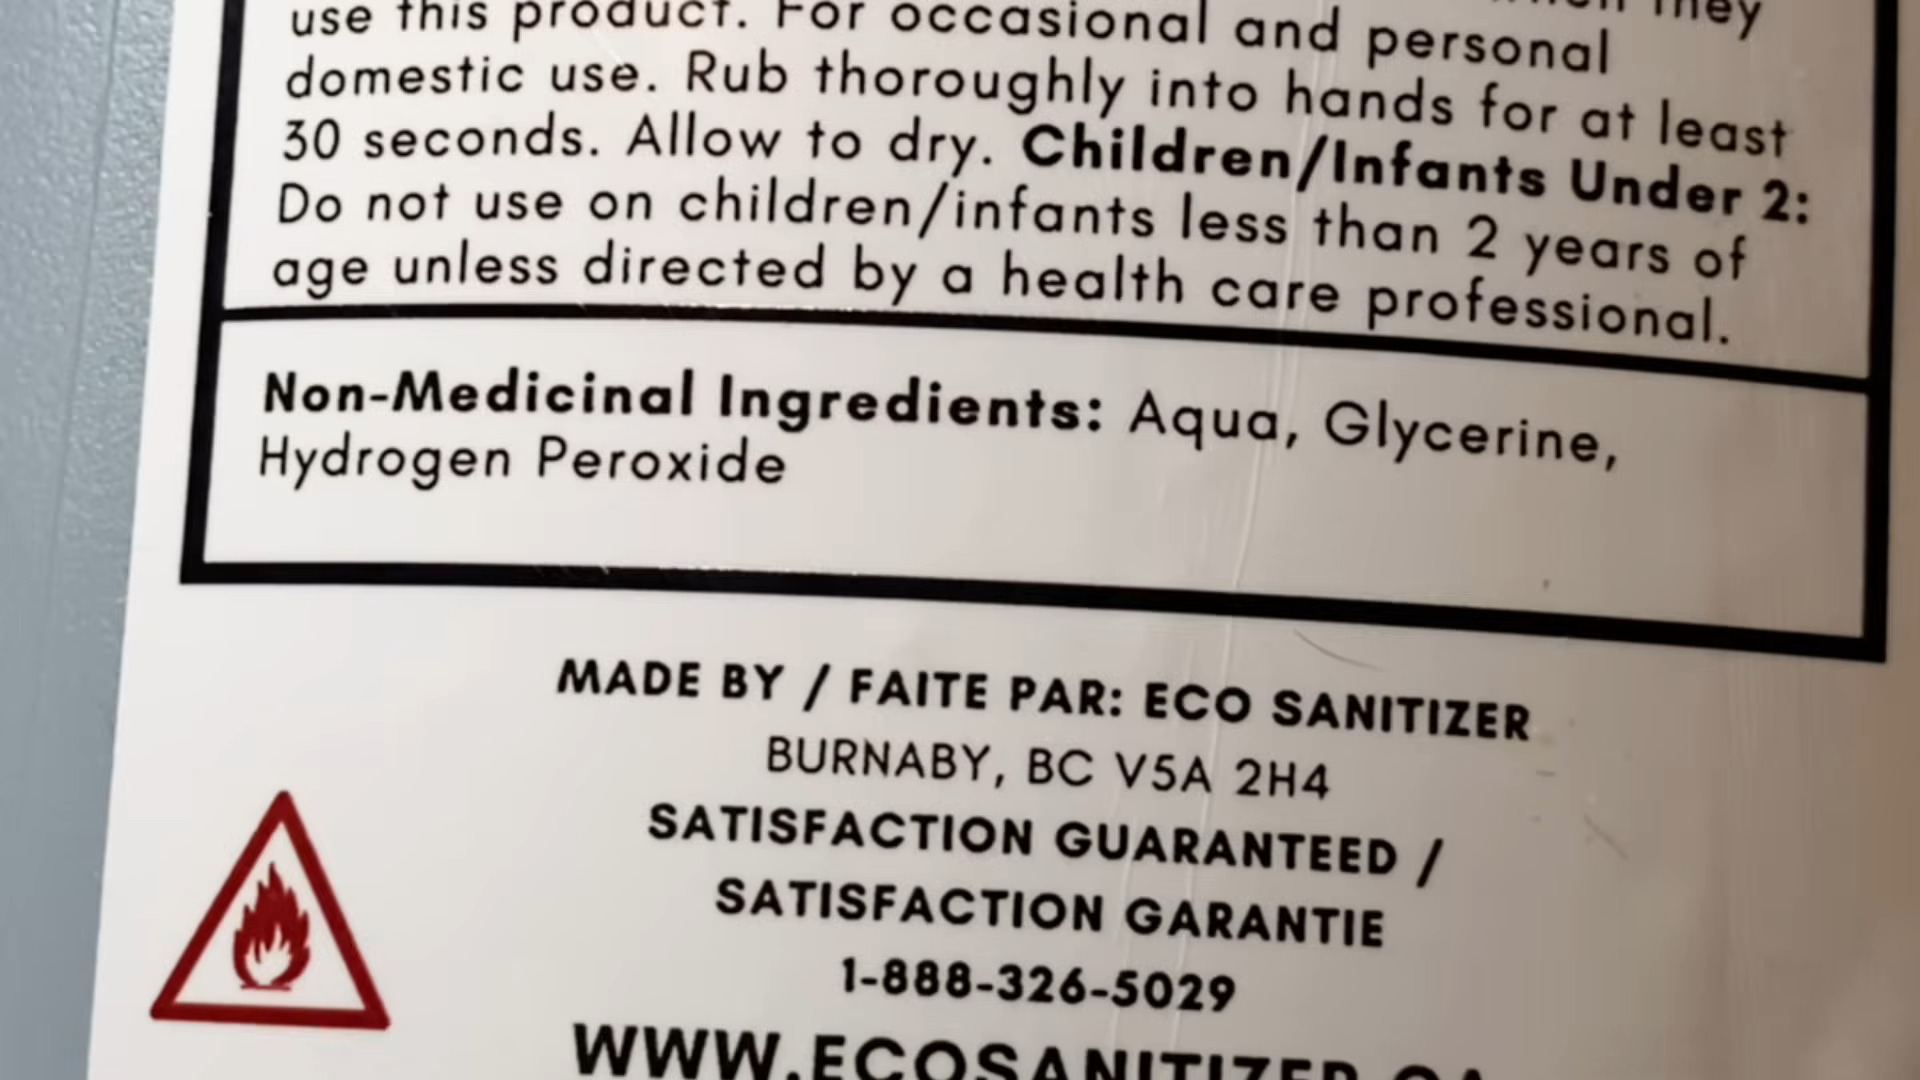 they
use this product. For occasional and personal
domestic use. Rub thoroughly into hands for at least
30 seconds. Allow to dry. Children/Infants Under 2:
Do not use on children/infants less than 2 years of
age unless directed by a health care professional.
Non-Medicinal Ingredients: Aqua, Glycerine,
Hydrogen Peroxide
MADE BY / FAITE PAR: ECO SANITIZER
BURNABY, BC V5A 2H4
SATISFACTION GUARANTEED /
SATISFACTION GARANTIE
1-888-326-5029
WWW.ECOSANITIZER.CA